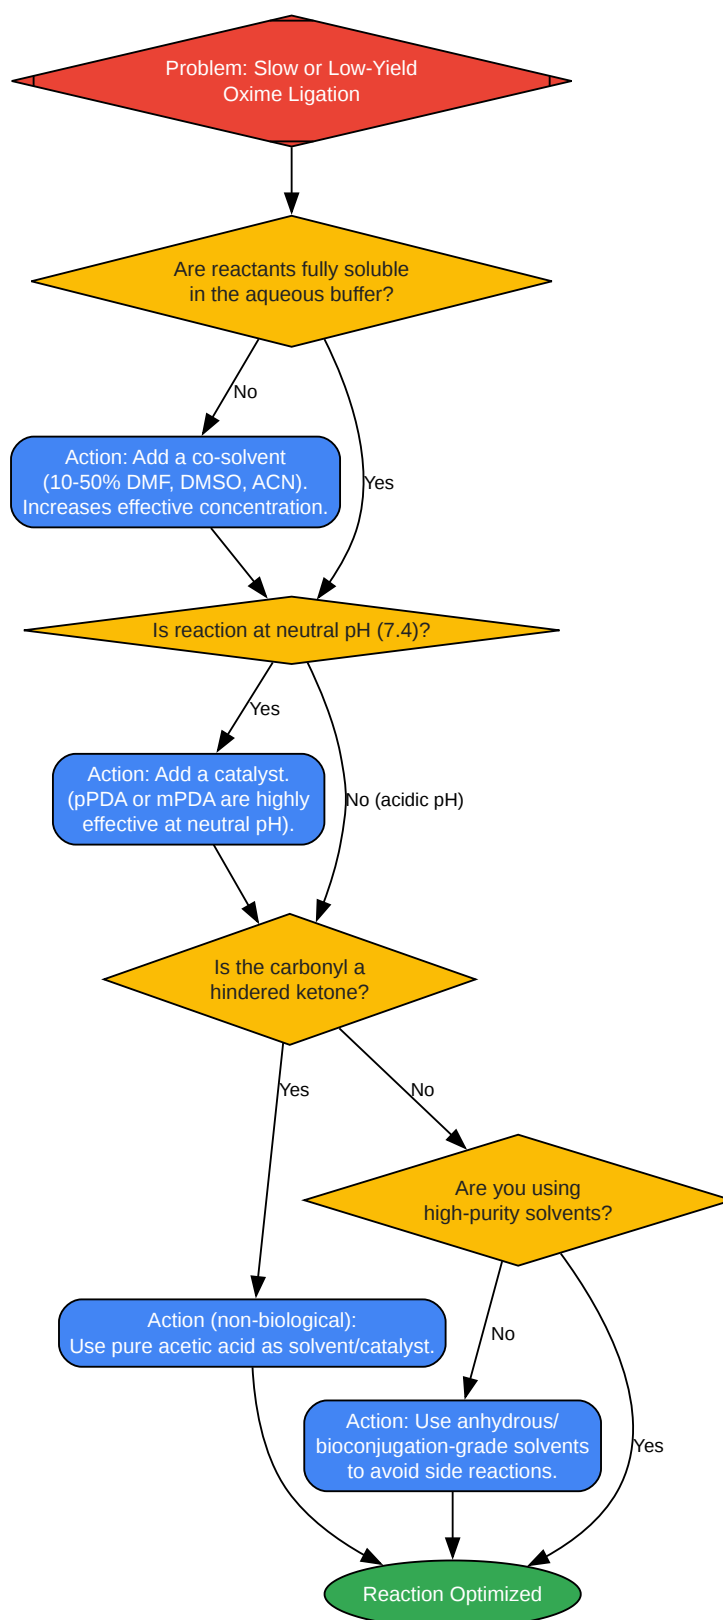 Problem: Slow or Low-Yield
Oxime Ligation
Are reactants fully soluble
in the aqueous buffer?
No
Yes
Action: Add a co-solvent
(10-50% DMF, DMSO, ACN).
Increases effective concentration.
Is reaction at neutral pH (7.4)?
Yes
No (acidic pH)
Action: Add a catalyst.
(pPDA or mPDA are highly
effective at neutral pH).
Is the carbonyl a
hindered ketone?
Yes
No
Are you using
high-purity solvents?
Action (non-biological):
Use pure acetic acid as solvent/catalyst.
No
Yes
Action: Use anhydrous/
bioconjugation-grade solvents
to avoid side reactions.
Reaction Optimized